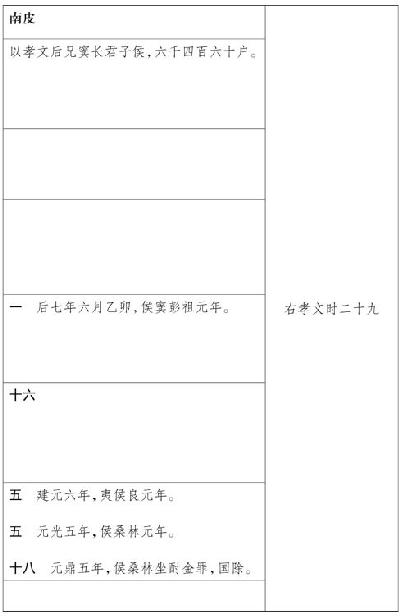 南皮
以孝文后兄窦长君子侯，六千四百六十户。
一　后七年六月乙卯，侯窦彭祖元年。
十六
五　建元六年，夷侯良元年。
五　元光五年，侯桑林元年。
十八　元鼎五年，侯桑林坐酎金罪，国除。
右孝文时二十九